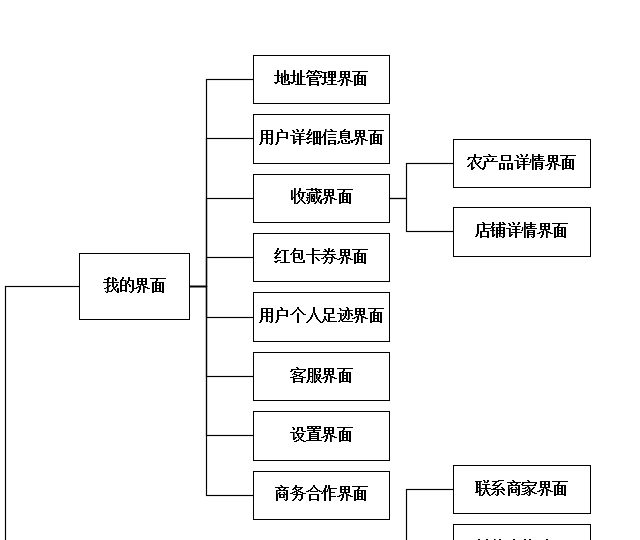 地址管理界面
用户详细信息界面
农产品详情界面
收藏界面
店铺详情界面
红包卡券界面
我的界面
用户个人足迹界面
客服界面
设置界面
商务合作界面
联系商家界面